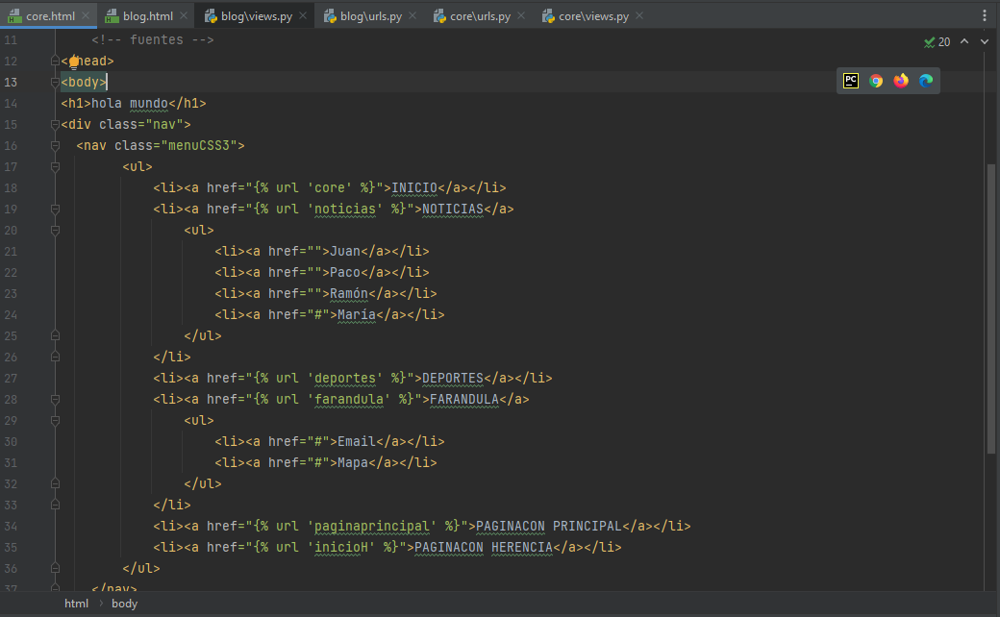 core.html blog.html blog\views.py blog\urls.py core\urls.py core\views.py
11 <!-- fuentes --> 20
12 head>
13 <body>
PC
14 <h1>hola mundo</h1>
15 <div class="nav">
16 <nav class="menuCSS3">
17 <ul>
18 <li><a href="{% url 'core' %}">INICIO</a></li>
19 <li><a href="{% url 'noticias' %}">NOTICIAS</a>
20 <ul>
21 <li><a href="">Juan</a></li>
22 <li><a href="">Paco</a></li>
23 <li><a href="">Ramón</a></li>
24 <li><a href="#">María</a></li>
25 </ul>
26 </li>
27 <li><a href="{% url 'deportes' %}">DEPORTES</a></li>
28 <li><a href="{% url 'farandula' %}">FARANDULA</a>
29 <ul>
30 <li><a href="#">Email</a></li>
31 <li><a href="#">Mapa</a></li>
32 </ul>
33 </li>
34 <li><a href="{% url 'paginaprincipal' %}">PAGINACON PRINCIPAL</a></li>
35 <li><a href="{% url 'inicioH' %}">PAGINACON HERENCIA</a></li>
36 </ul>
37 </nav>
html body